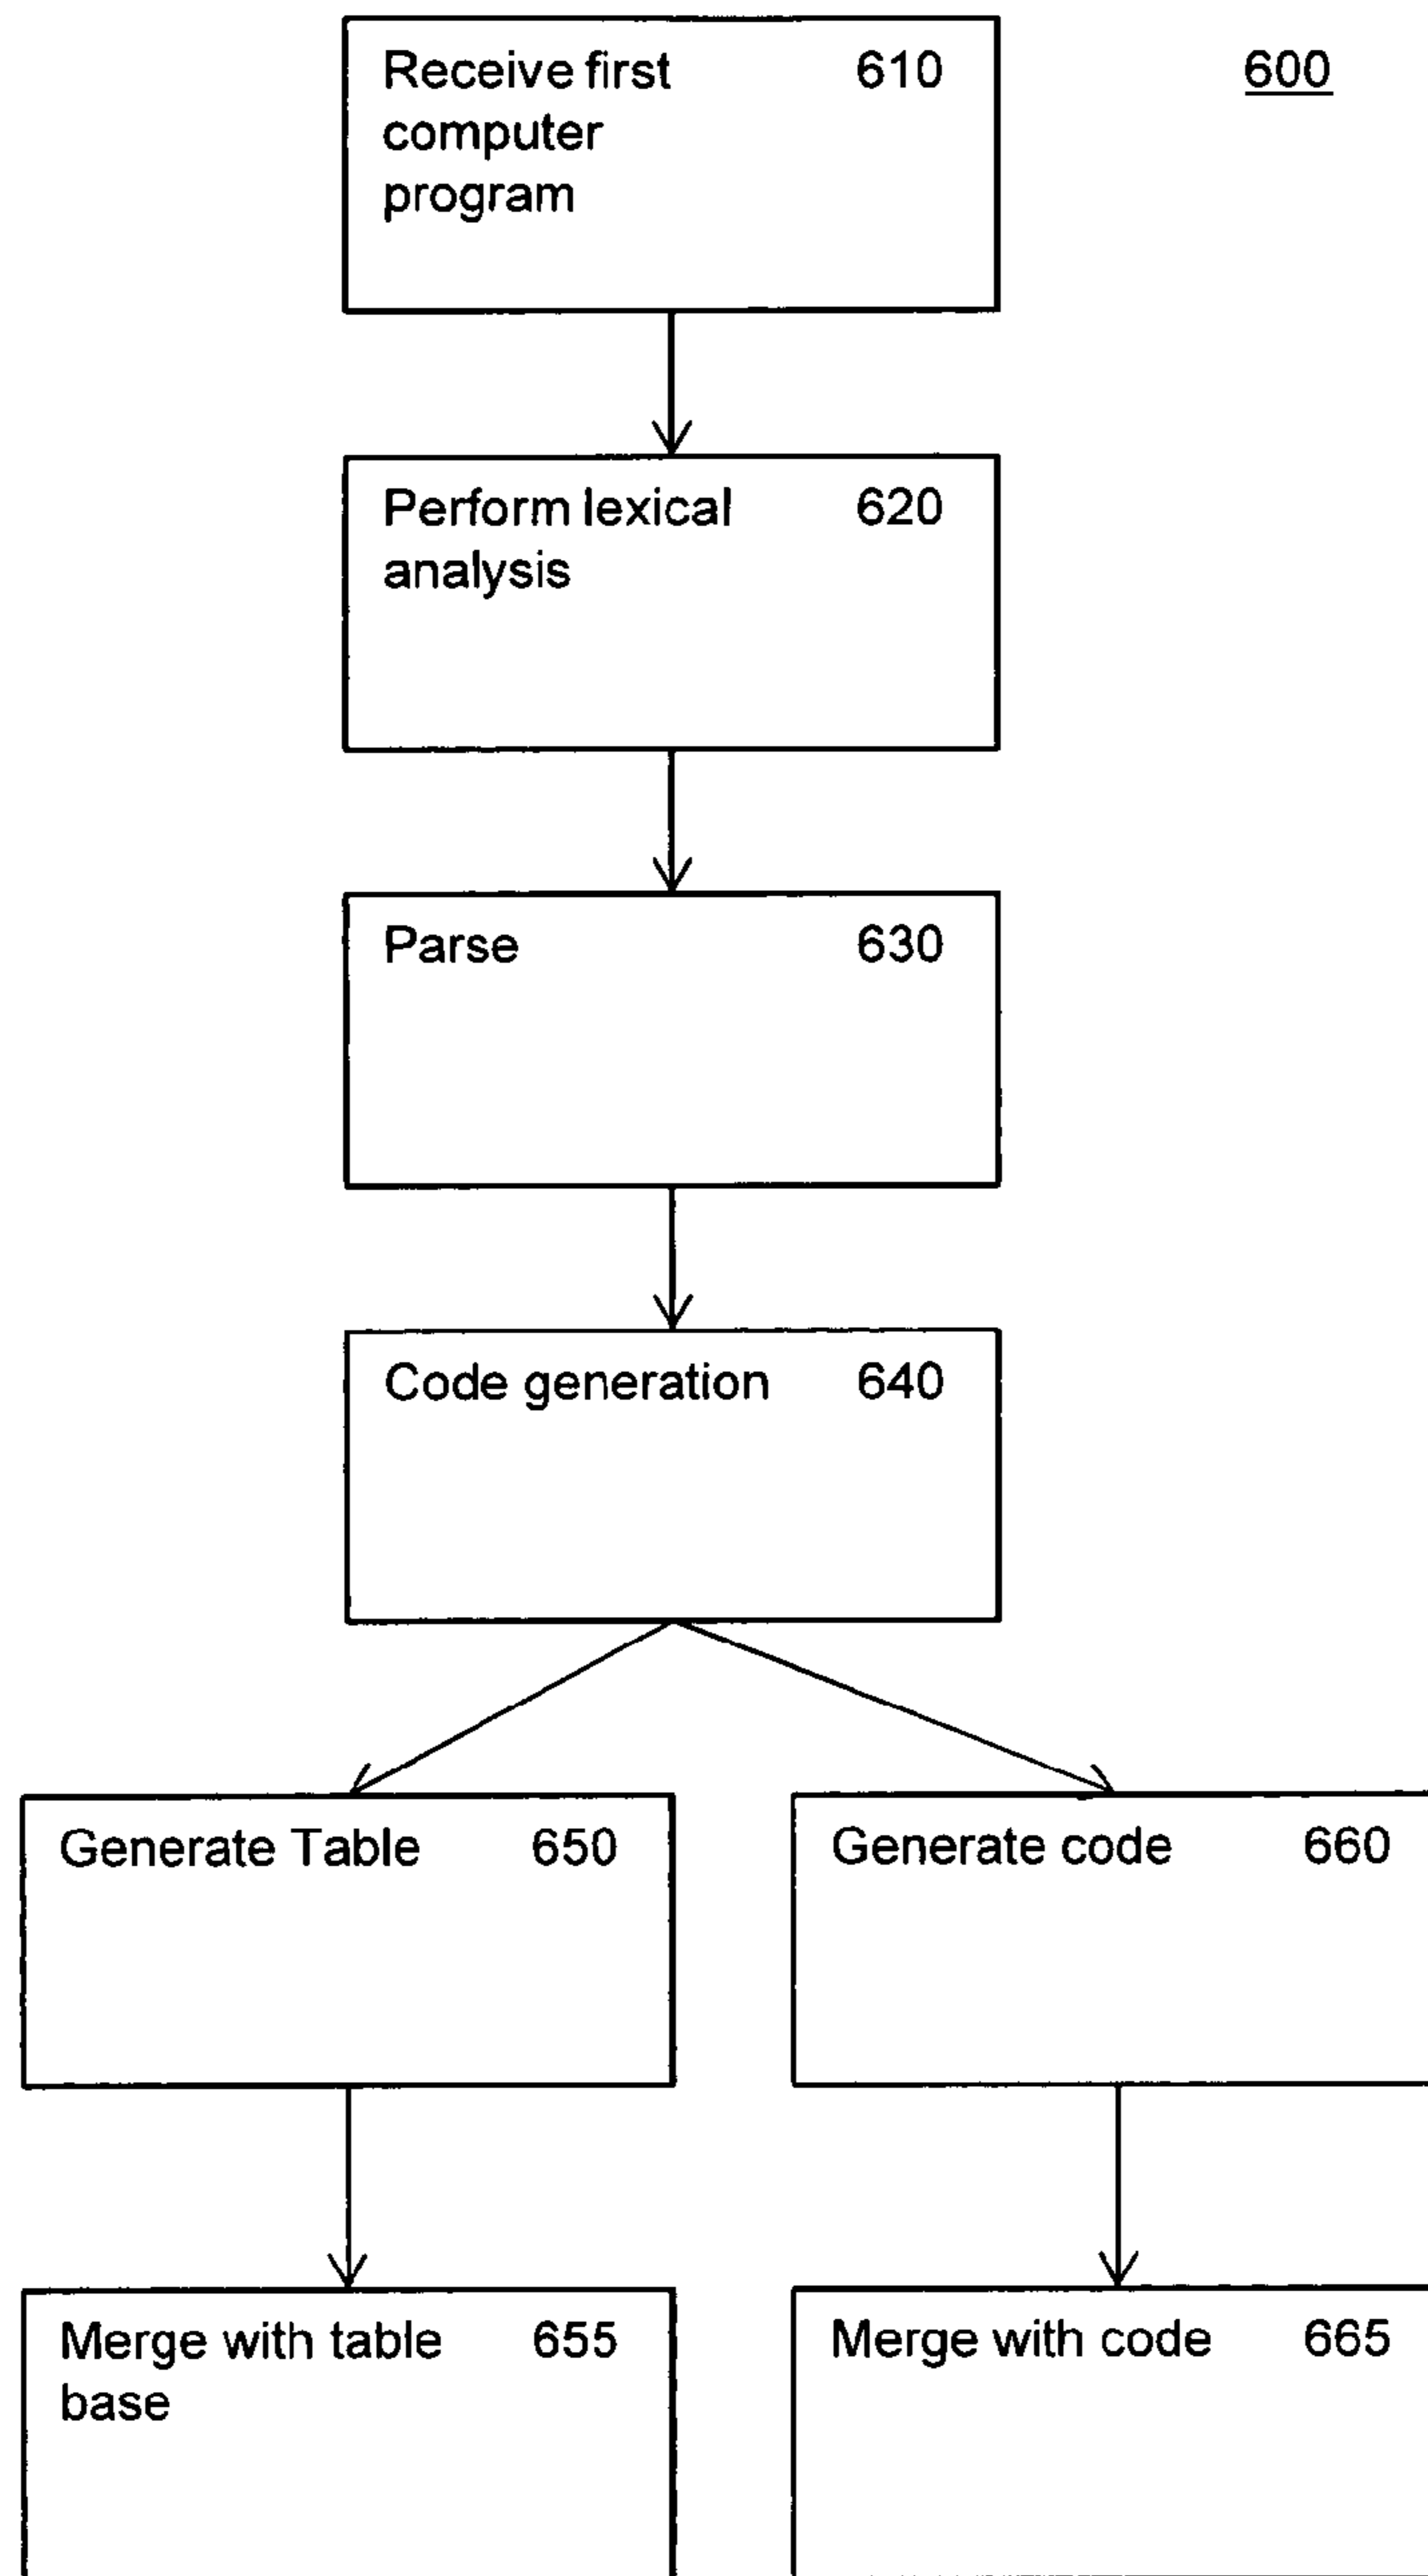 Receive first 610
computer
program
600
Perform lexical 620
analysis
Parse 630
Code generation 640
Generate Table 650
Generate code 660
Merge with table 655
base
Merge with code 665